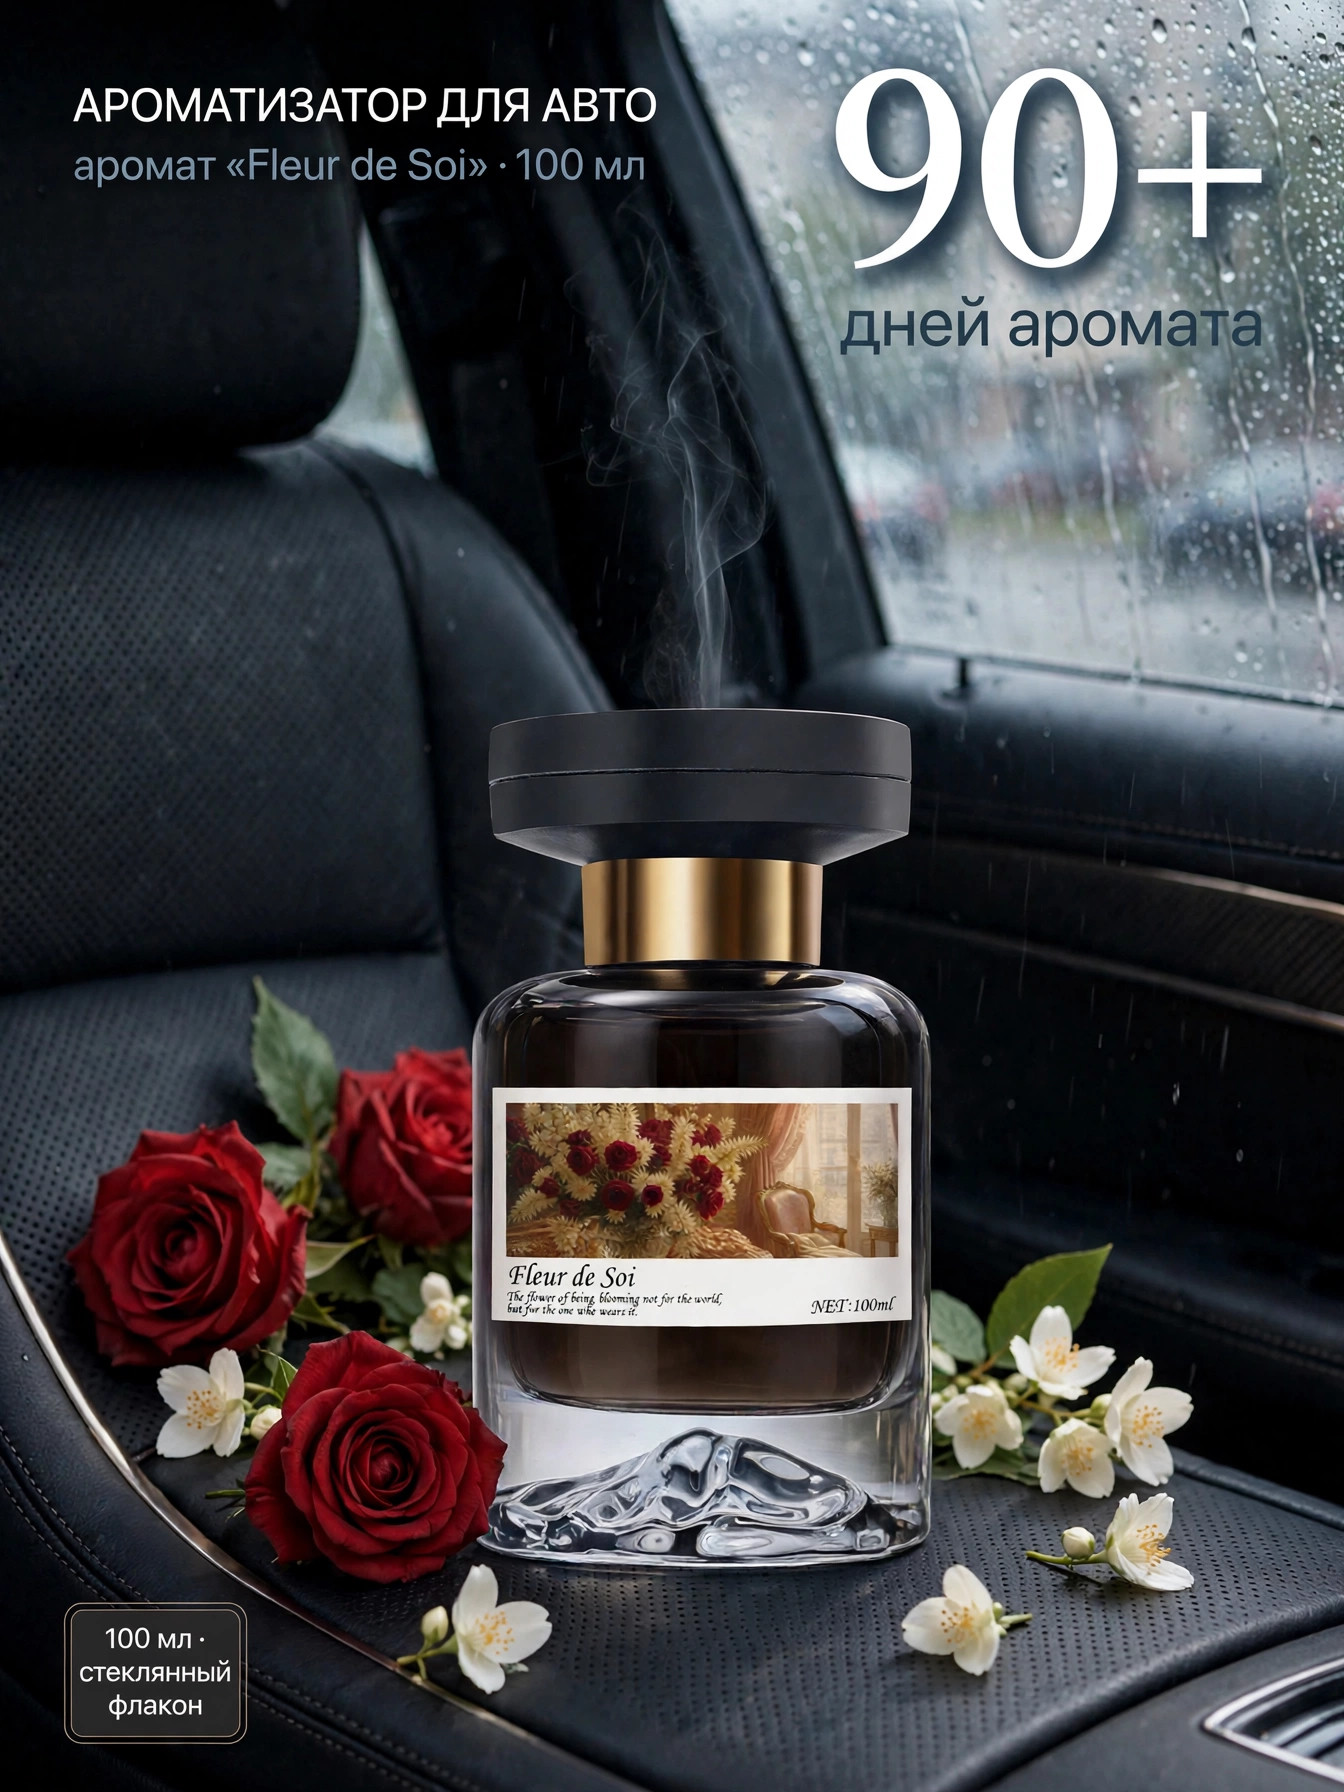 АРОМАТИЗАТОР ДЛЯ АВТО
аромат «Fleur de Soi» · 100 мл
90+
дней аромата
Fleur de Soi
The flower of being, blooming not for the world,
but for the one who wears it.
NET:100ml
100 мл ·
стеклянный
флакон